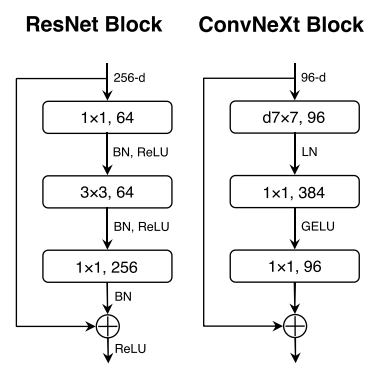 ResNet Block
256-d
1×1, 64
BN, ReLU
3×3, 64
BN, ReLU
1×1, 256
BN
ReLU
ConvNeXt Block
96-d
d7×7, 96
LN
1×1, 384
GELU
1×1, 96